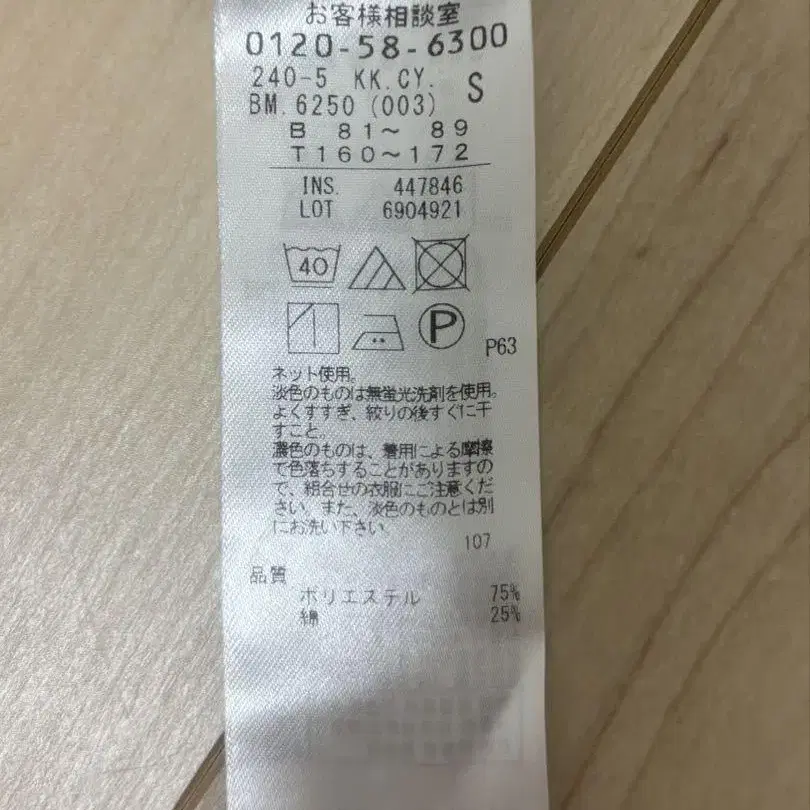 お客様相談室
0120-58-6300
240-5 KK.CY. S
BM.6250 (003)
B 81～ 89
T160～172
INS. 447846
LOT 6904921
40
P
P63
ネット使用。
淡色のものは無蛍光洗剤を使用。
よくすすぎ、絞りの後すぐに干
すこと。
濃色のものは、着用による摩擦
で色落ちすることがありますの
で、組合せの衣服にご注意くだ
さい。また、淡色のものとは別
にお洗い下さい。
107
品質
ポリエステル 75%
綿 25%